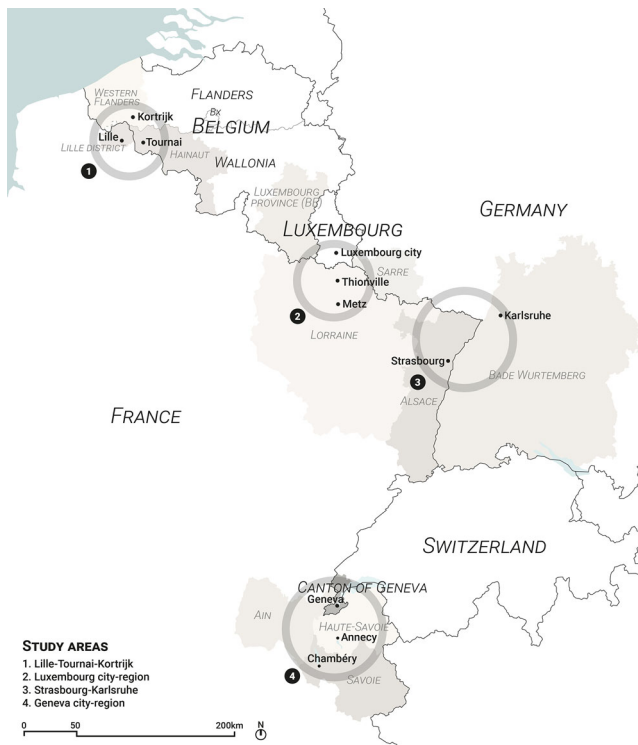 WESTERN
FLANDERS
FLANDERS
Bx
Kortrijk
BELGIUM
Lille
Tournai
LILLE DISTRICT
HAINAUT
WALLONIA
1
LUXEMBOURG
PROVINCE (BE)
GERMANY
LUXEMBOURG
Luxembourg city
SARRE
Thionville
Metz
2
Karlsruhe
LORRAINE
Strasbourg
3
BADE WURTEMBERG
ALSACE
FRANCE
SWITZERLAND
CANTON OF GENEVA
Geneva
AIN
HAUTE-SAVOIE
Annecy
Chambéry
4
SAVOIE
STUDY AREAS
1. Lille-Tournai-Kortrijk
2. Luxembourg city-region
3. Strasbourg-Karlsruhe
4. Geneva city-region
0 50 200km N